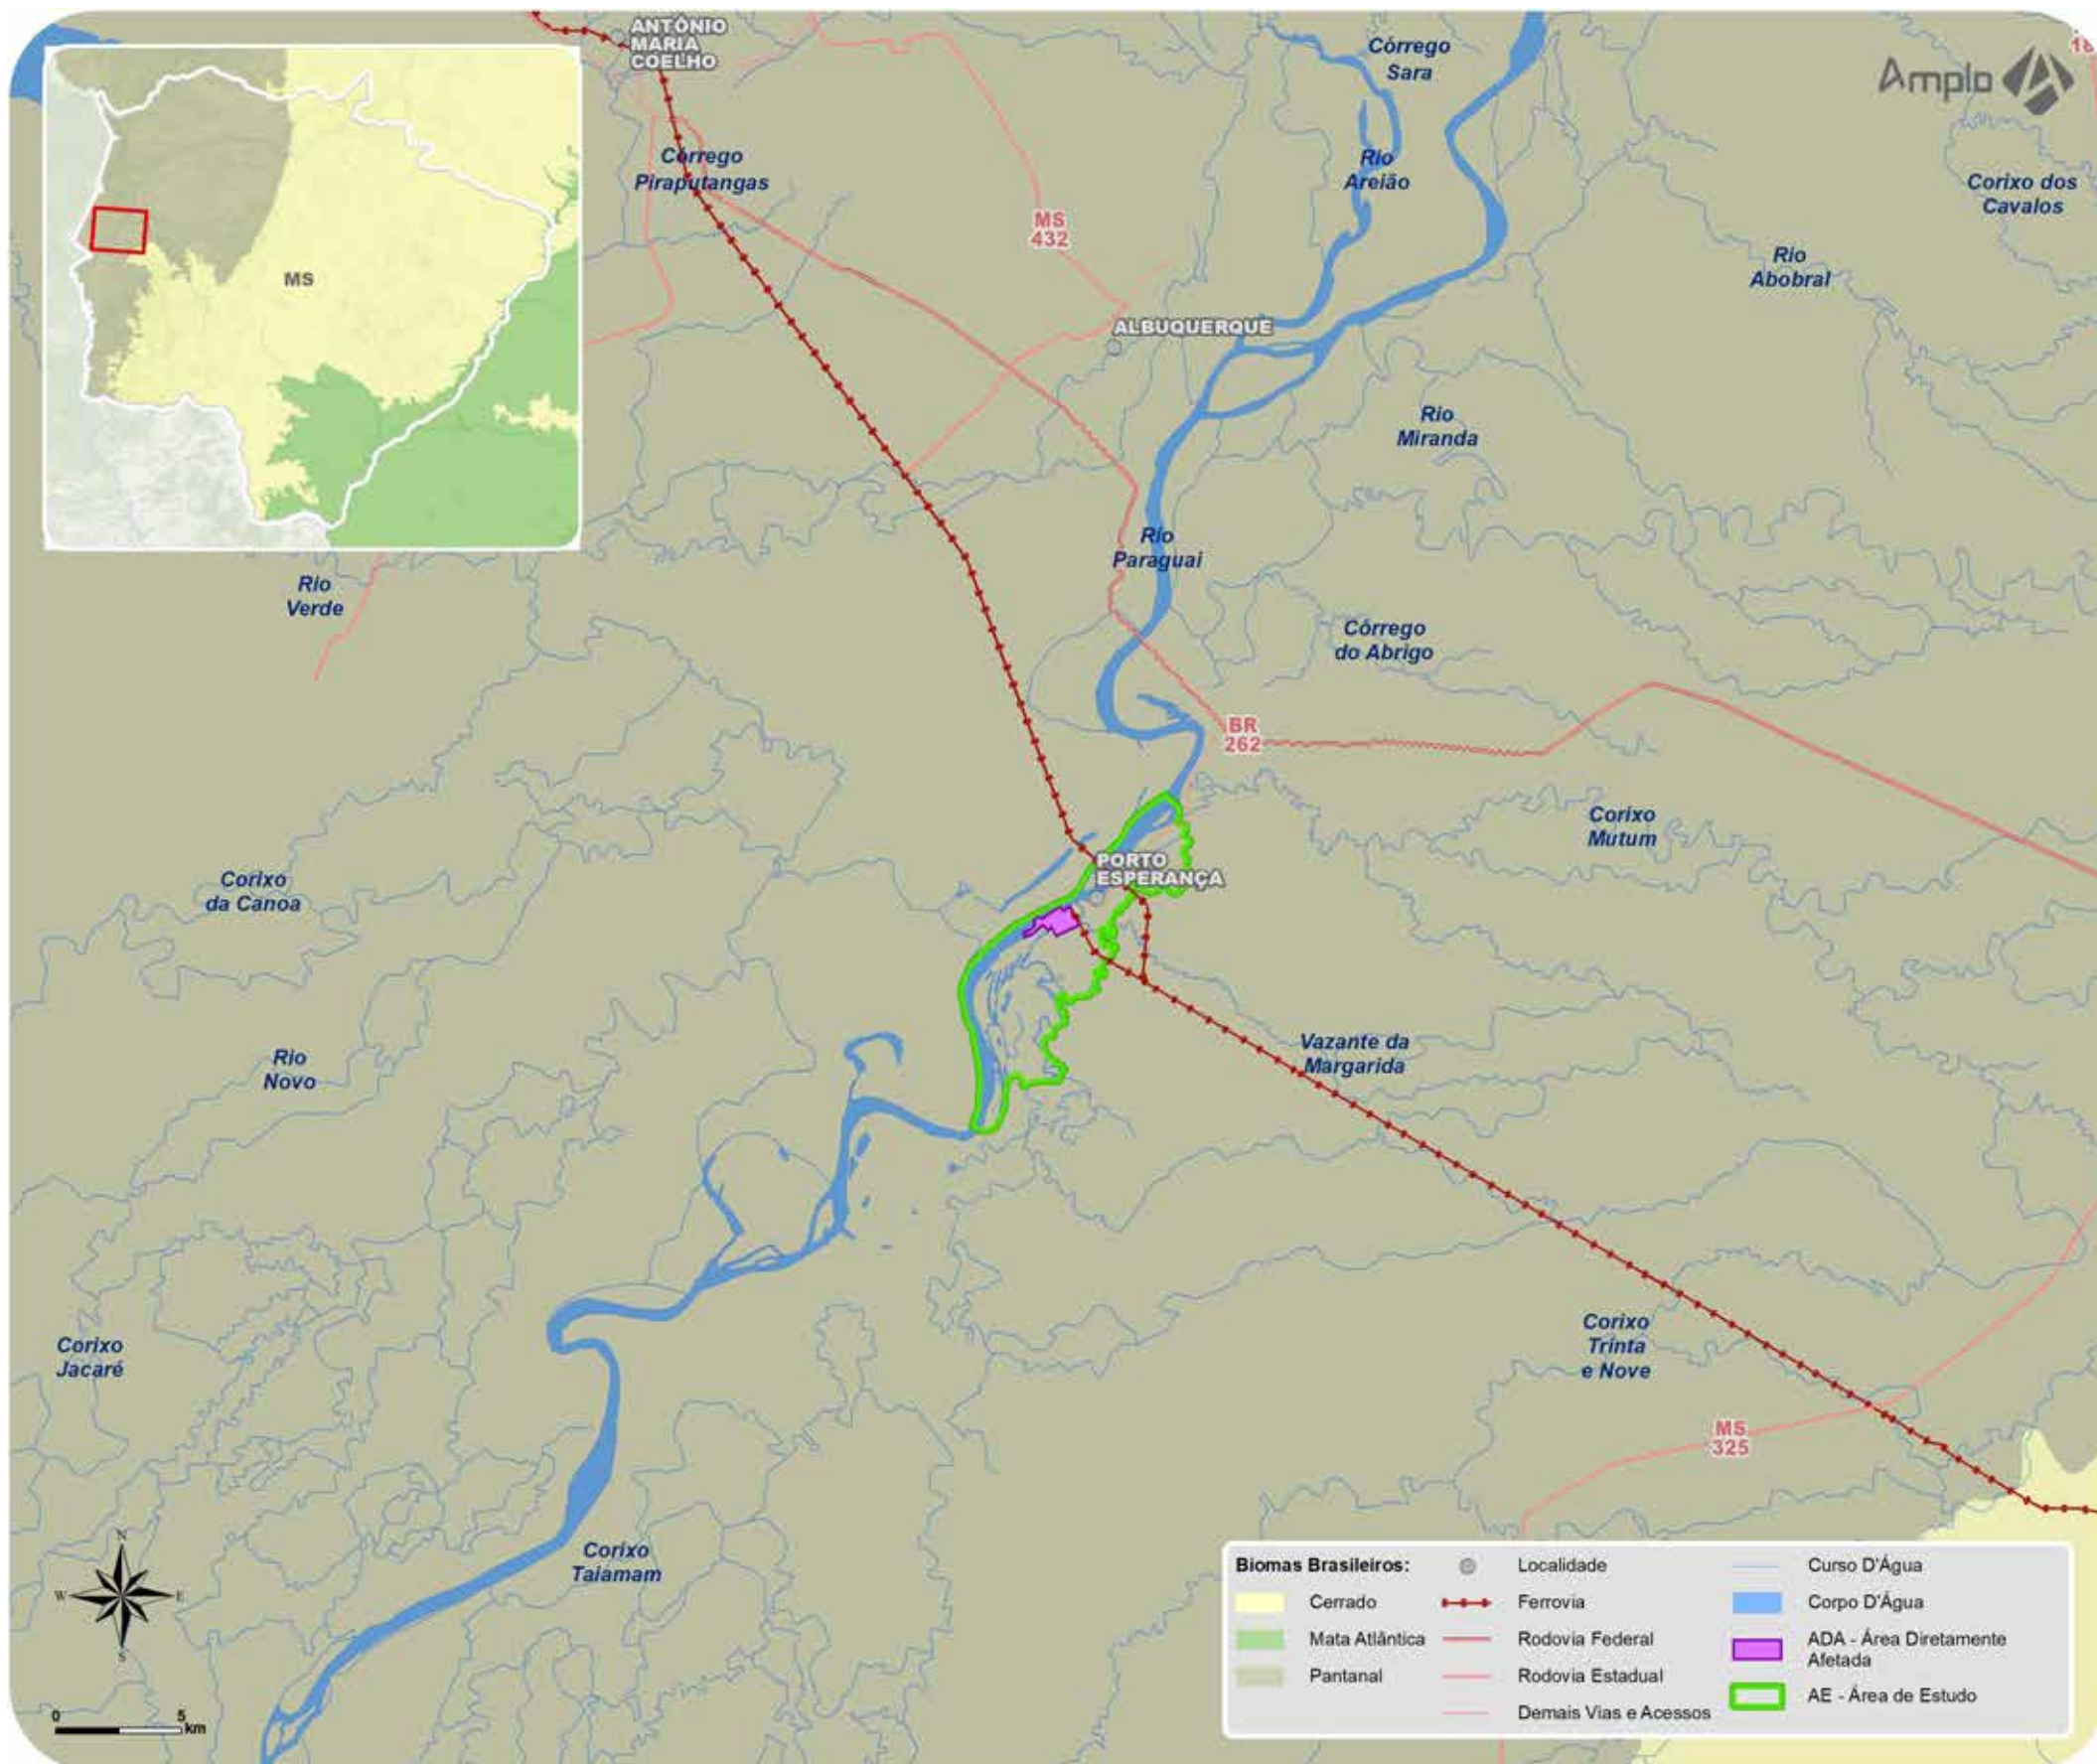 ANTÔNIO
MARIA
COELHO
Córrego
Sara
Amplo
Córrego
Piraputangas
Rio
Areião
Corixo dos
Cavalos
MS
432
Rio
Abobral
MS
ALBUQUERQUE
Rio
Miranda
Rio
Paraguai
Rio
Verde
Córrego
do Abrigo
BR
262
Corixo
Mutum
PORTO
ESPERANÇA
Corixo
da Canoa
Vazante da
Margarida
Rio
Novo
Corixo
Trinta
e Nove
Corixo
Jacaré
MS
325
Corixo
Taiamam
N
W E
S
0 5
km
Biomas Brasileiros:
Cerrado
Mata Atlântica
Pantanal
Localidade
Ferrovia
Rodovia Federal
Rodovia Estadual
Demais Vias e Acessos
Curso D'Água
Corpo D'Água
ADA - Área Diretamente
Afetada
AE - Área de Estudo